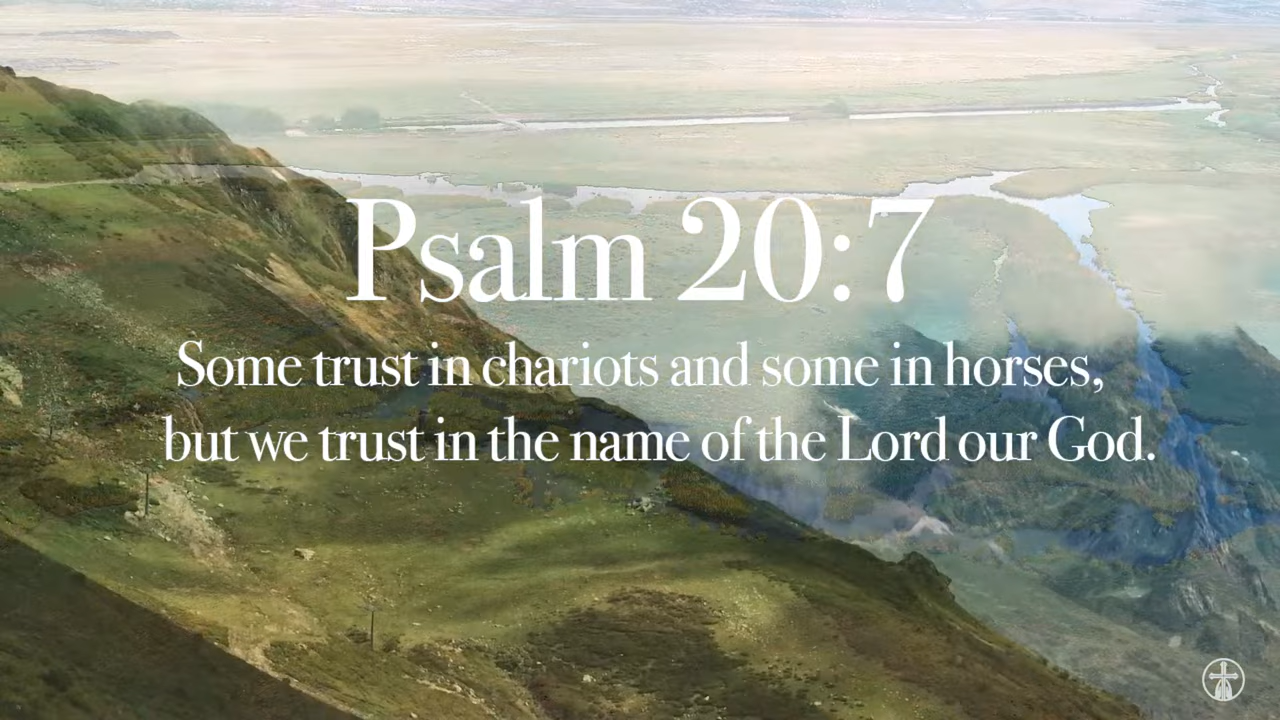 Psalm 20:7
Some trust in chariots and some in horses,
but we trust in the name of the Lord our God.